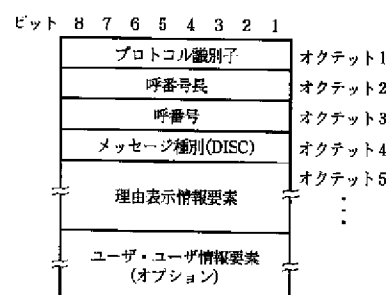 ビット 8 7 6 5 4 3 2 1
プロトコル識別子 オクテット1
呼番号長 オクテット2
呼番号 オクテット3
メッセージ種別(DISC) オクテット4
オクテット5
理由表示情報要素
ユーザ・ユーザ情報要素
(オプション)